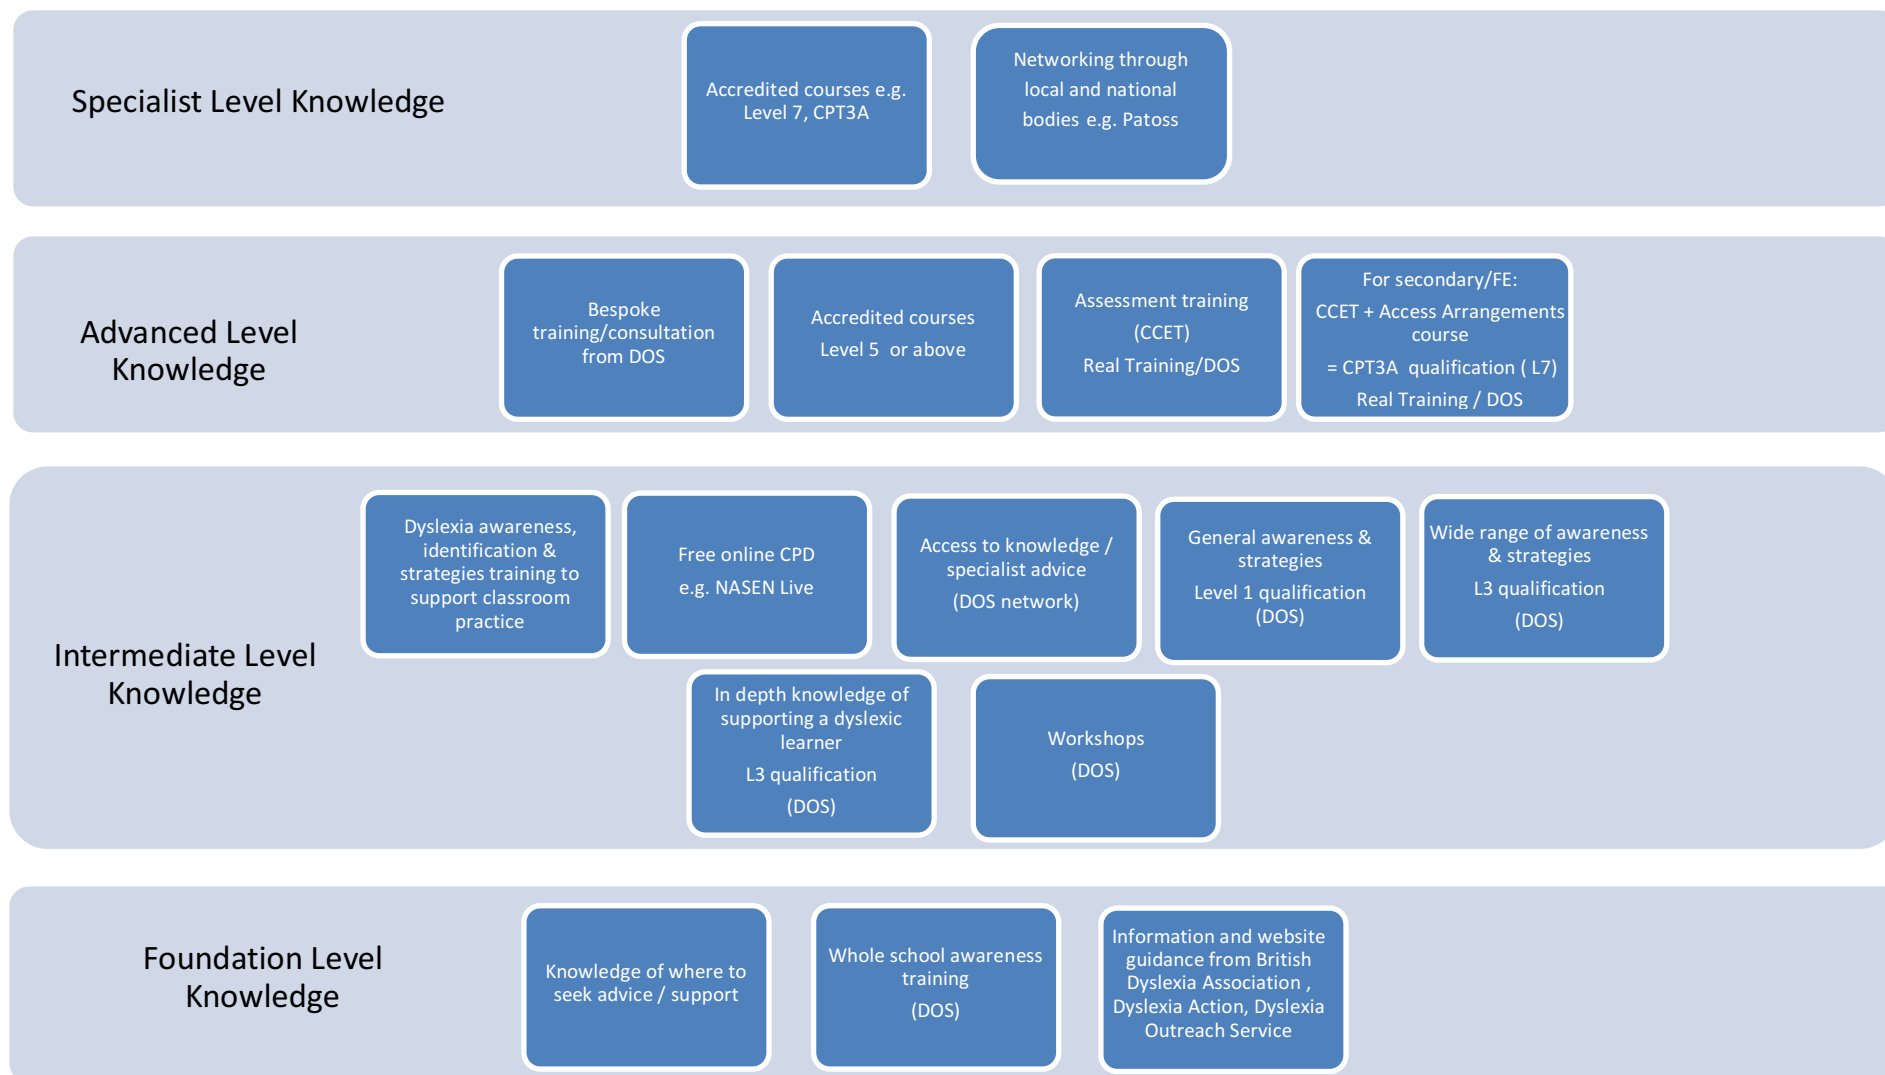 Specialist Level Knowledge
Accredited courses e.g.
Level 7, CPT3A
Networking through
local and national
bodies e.g. Patoss
Advanced Level
Knowledge
Bespoke
training/consultation
from DOS
Accredited courses
Level 5 or above
Assessment training
(CCET)
Real Training/DOS
For secondary/FE:
CCET + Access Arrangements
course
= CPT3A qualification ( L7)
Real Training / DOS
Intermediate Level
Knowledge
Dyslexia awareness,
identification &
strategies training to
support classroom
practice
Free online CPD
e.g. NASEN Live
Access to knowledge /
specialist advice
(DOS network)
General awareness &
strategies
Level 1 qualification
(DOS)
Wide range of awareness
& strategies
L3 qualification
(DOS)
In depth knowledge of
supporting a dyslexic
learner
L3 qualification
(DOS)
Workshops
(DOS)
Foundation Level
Knowledge
Knowledge of where to
seek advice / support
Whole school awareness
training
(DOS)
Information and website
guidance from British
Dyslexia Association ,
Dyslexia Action, Dyslexia
Outreach Service